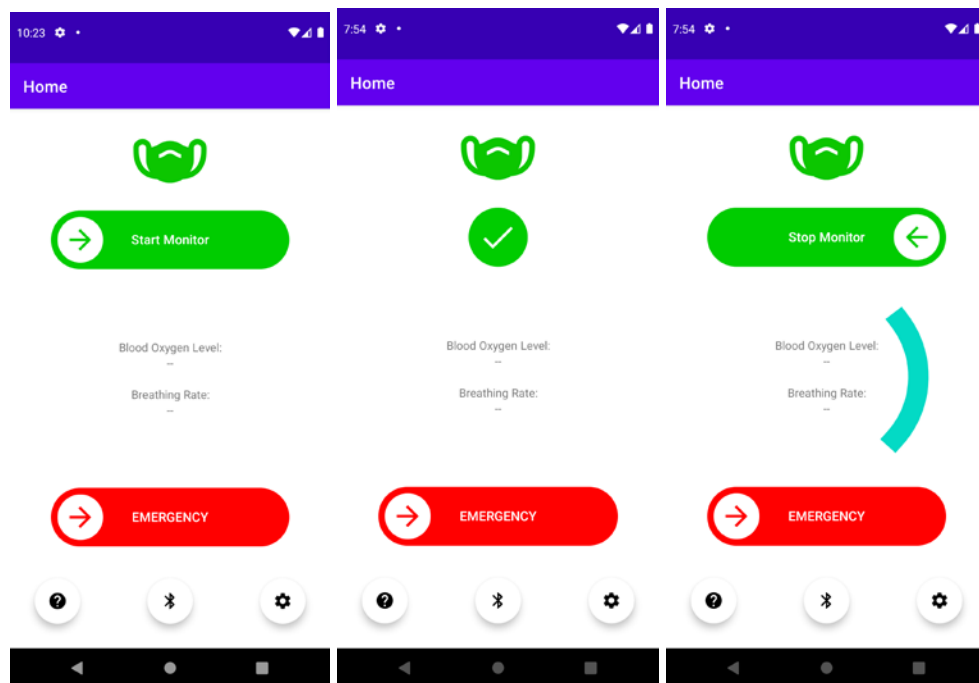 10:23
Home
Start Monitor
Blood Oxygen Level:
--
Breathing Rate:
--
EMERGENCY
7:54
Home
Blood Oxygen Level:
--
Breathing Rate:
--
EMERGENCY
7:54
Home
Stop Monitor
Blood Oxygen Level:
--
Breathing Rate:
--
EMERGENCY